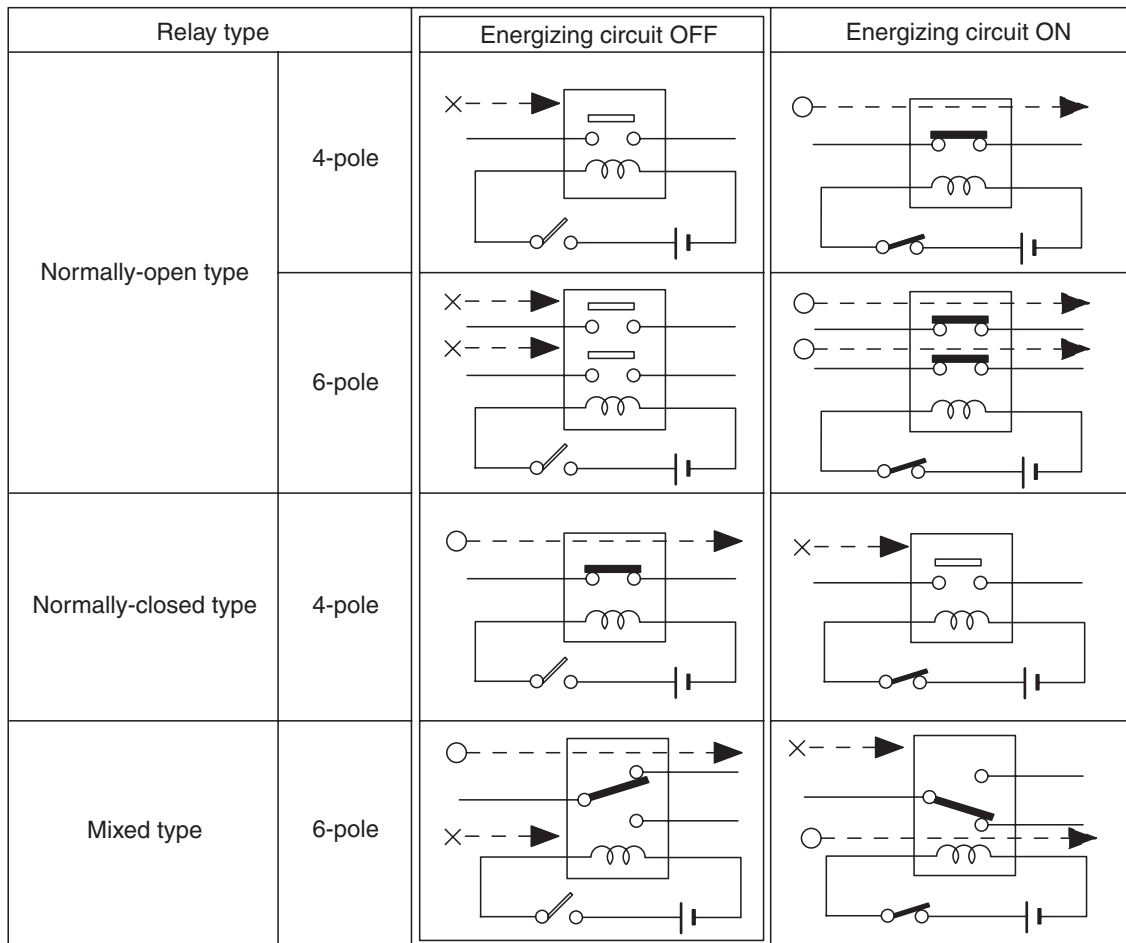 Relay type
Energizing circuit OFF
Energizing circuit ON
Normally-open type
4-pole
6-pole
Normally-closed type
4-pole
Mixed type
6-pole